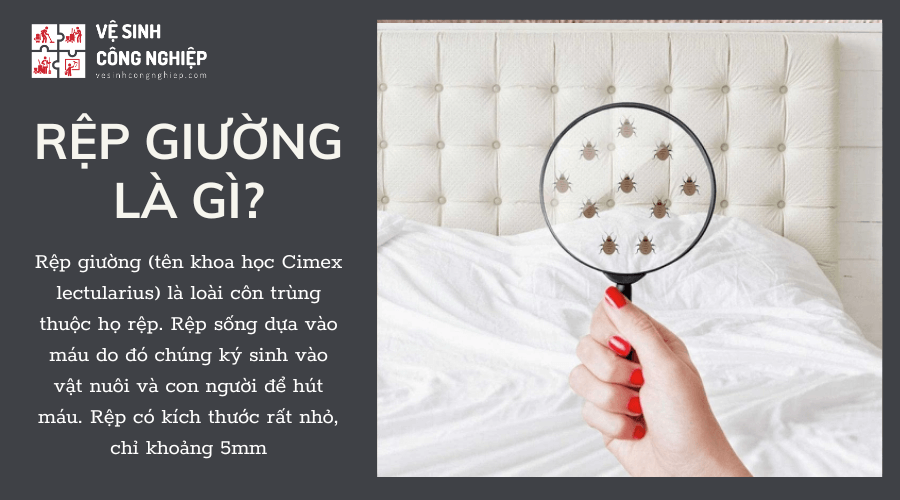 VỆ SINH
CÔNG NGHIỆP
vesinhcongnghiep.com
RỆP GIƯỜNG
LÀ GÌ?
Rệp giường (tên khoa học Cimex
lectularius) là loài côn trùng
thuộc họ rệp. Rệp sống dựa vào
máu do đó chúng ký sinh vào
vật nuôi và con người để hút
máu. Rệp có kích thước rất nhỏ,
chỉ khoảng 5mm